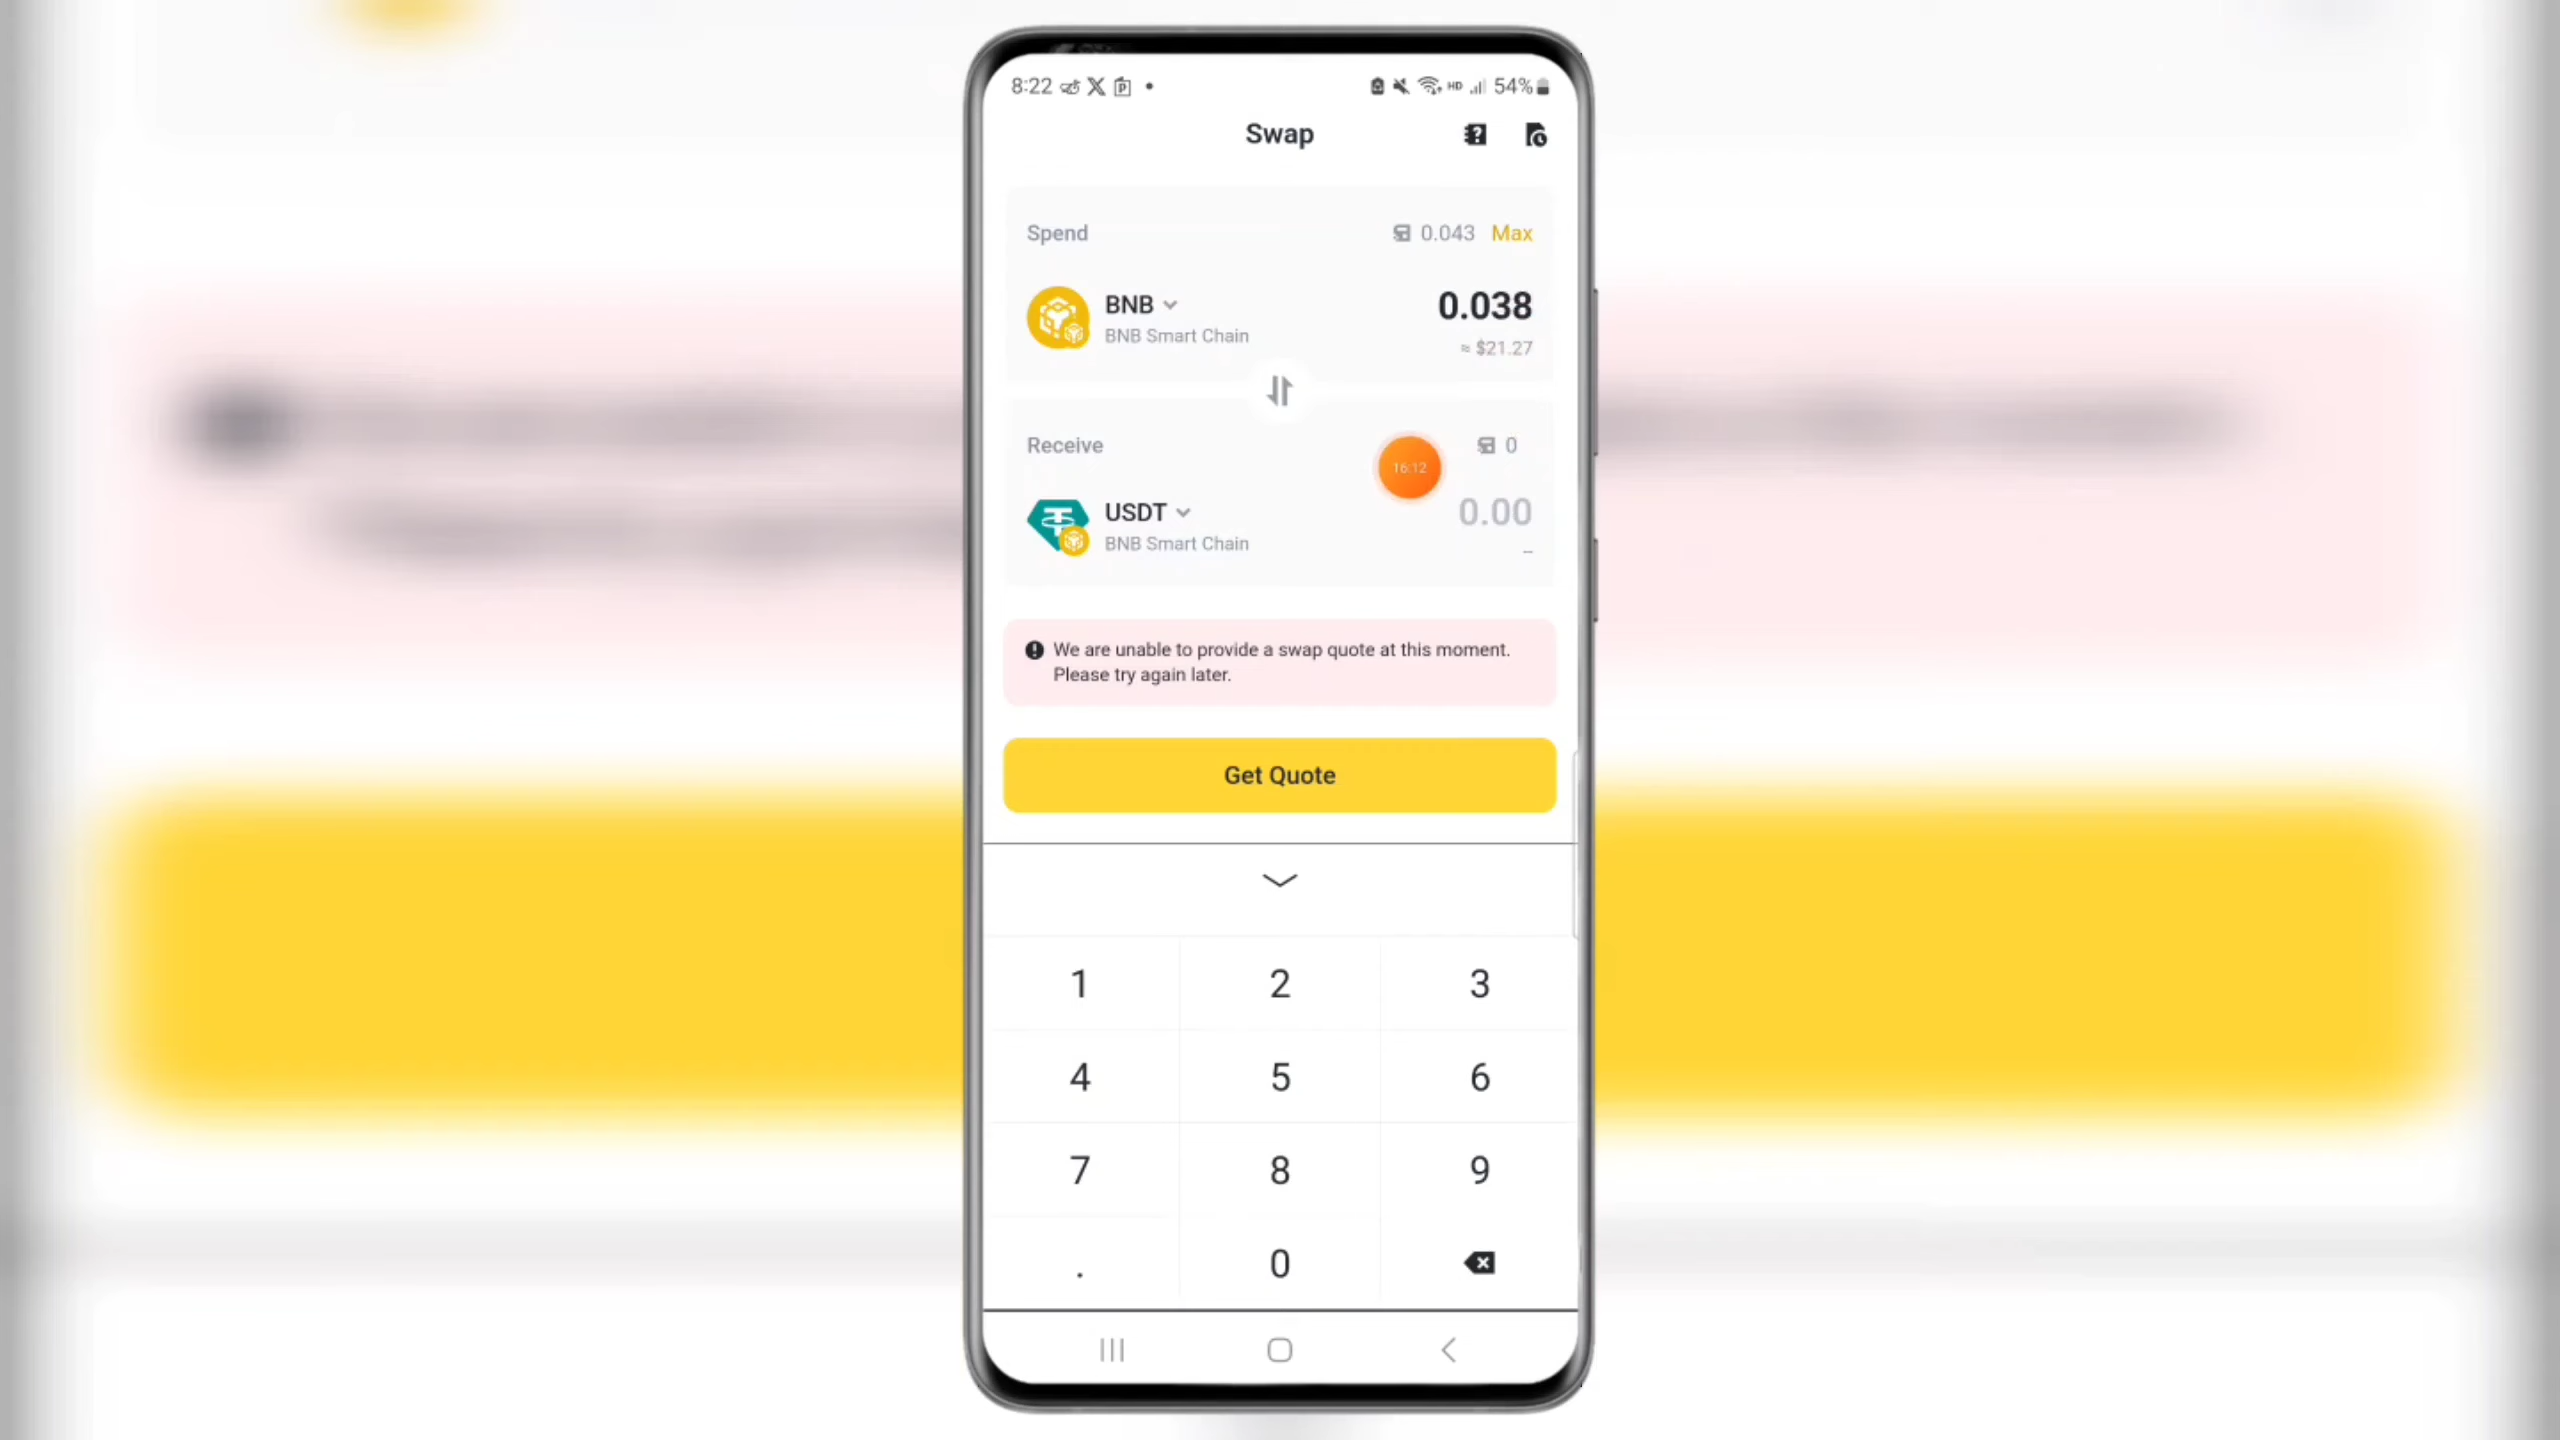 8:22
HD 54%
Swap
Spend
0.043 Max
BNB
0.038
BNB Smart Chain
≈ $21.27
Receive
16:12
0
USDT
0.00
BNB Smart Chain
–
We are unable to provide a swap quote at this moment.
Please try again later.
Get Quote
1 2 3
4 5 6
7 8 9
. 0